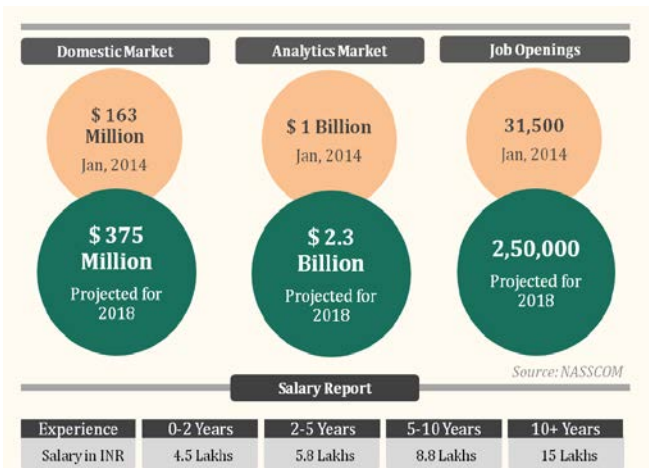 Domestic Market Analytics Market Job Openings
$ 163
Million
Jan, 2014
$ 1 Billion
Jan, 2014
31,500
Jan, 2014
$ 375
Million
Projected for
2018
$ 2.3
Billion
Projected for
2018
2,50,000
Projected for
2018
Source: NASSCOM
Salary Report
Experience 0-2 Years 2-5 Years 5-10 Years 10+ Years
Salary in INR 4.5 Lakhs 5.8 Lakhs 8.8 Lakhs 15 Lakhs